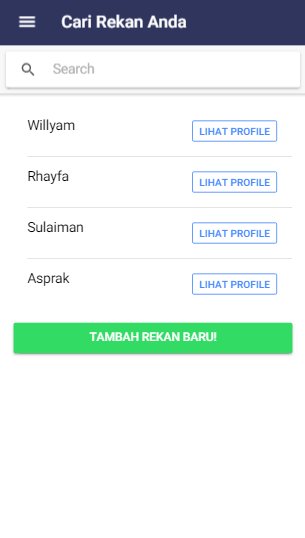 Cari Rekan Anda
Search
Willyam
LIHAT PROFILE
Rhayfa
LIHAT PROFILE
Sulaiman
LIHAT PROFILE
Asprak
LIHAT PROFILE
TAMBAH REKAN BARU!